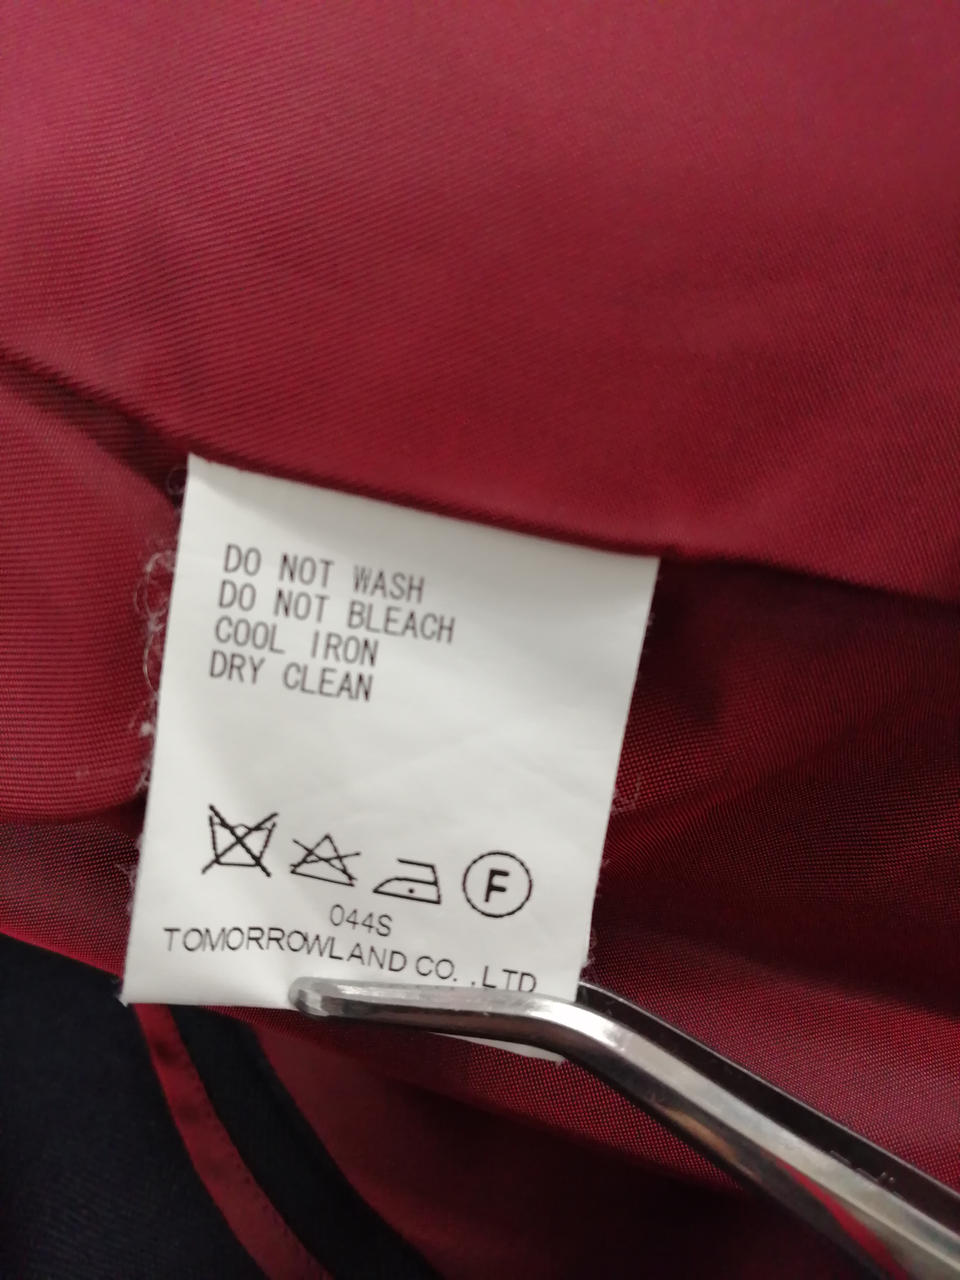 DO NOT WASH
DO NOT BLEACH
COOL IRON
DRY CLEAN
F
044S
TOMORROWLAND CO. .,LTD